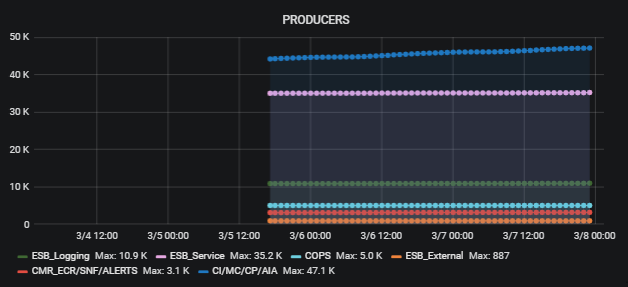 PRODUCERS
50 K
40 K
30 K
20 K
10 K
0
3/4 12:00 3/5 00:00 3/5 12:00 3/6 00:00 3/6 12:00 3/7 00:00 3/7 12:00 3/8 00:00
ESB_Logging Max: 10.9 K ESB_Service Max: 35.2 K COPS Max: 5.0 K ESB_External Max: 887
CMR_ECR/SNF/ALERTS Max: 3.1 K CI/MC/CP/AIA Max: 47.1 K